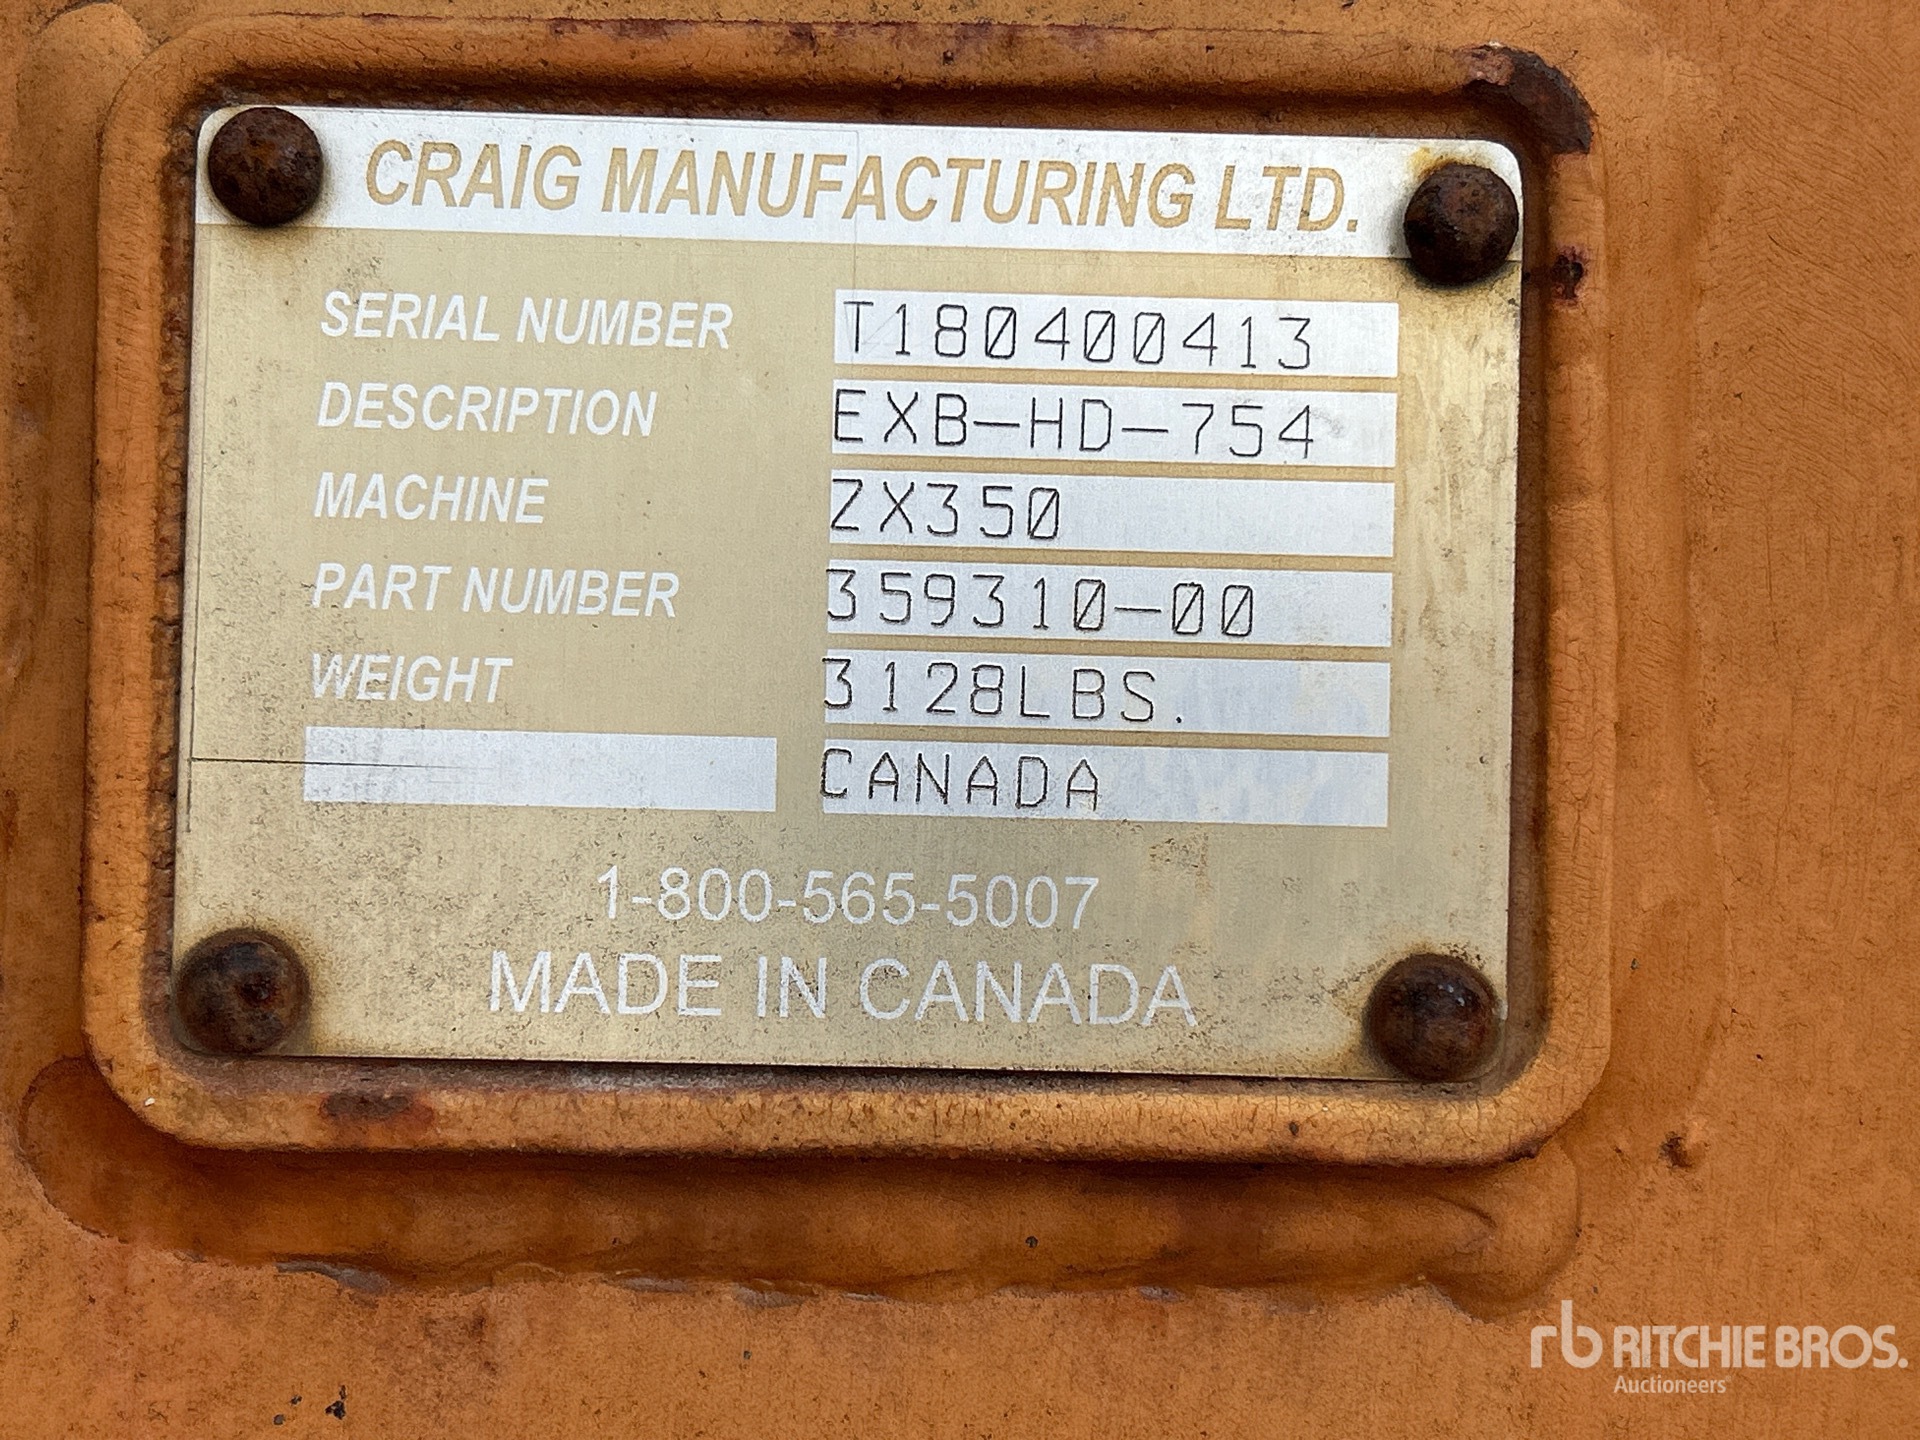 CRAIG MANUFACTURING LTD.
SERIAL NUMBER T180400413
DESCRIPTION EXB-HD-754
MACHINE ZX350
PART NUMBER 359310-00
WEIGHT 3128LBS.
CANADA
1-800-565-5007
MADE IN CANADA
rb RITCHIE BROS.
Auctioneers